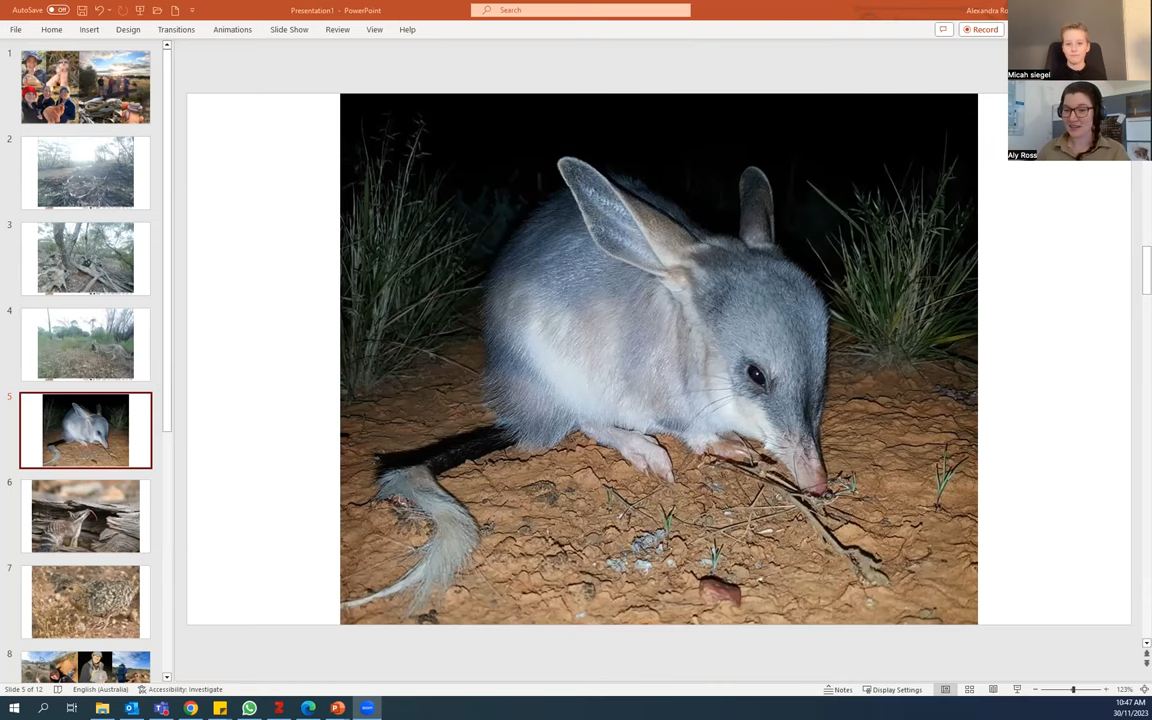 AutoSave Off
Presentation1 - PowerPoint
Search
Alexandra Ro
File Home Insert Design Transitions Animations Slide Show Review View Help
Record
Micah siegel
Aly Ross
1
2
3
4
5
6
7
8
Slide 5 of 12 English (Australia) Accessibility: Investigate
Notes Display Settings 123%
10:47 AM
30/11/2023